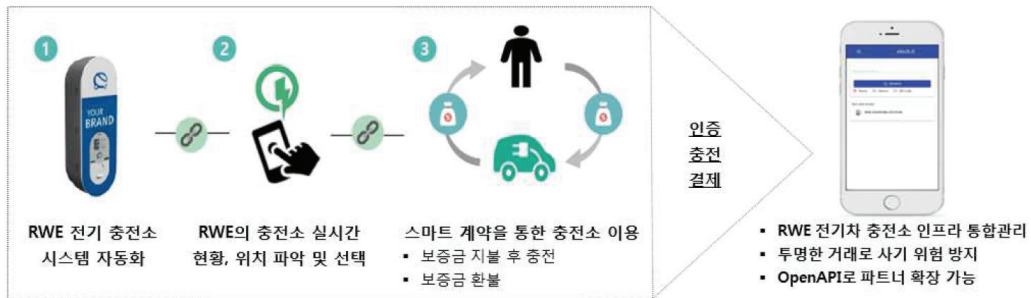 1
2
3
YOUR
BRAND
RWE 전기 충전소
시스템 자동화
RWE의 충전소 실시간
현황, 위치 파악 및 선택
스마트 계약을 통한 충전소 이용
▪ 보증금 지불 후 충전
▪ 보증금 환불
인증
충전
결제
▪ RWE 전기차 충전소 인프라 통합관리
▪ 투명한 거래로 사기 위험 방지
▪ OpenAPI로 파트너 확장 가능